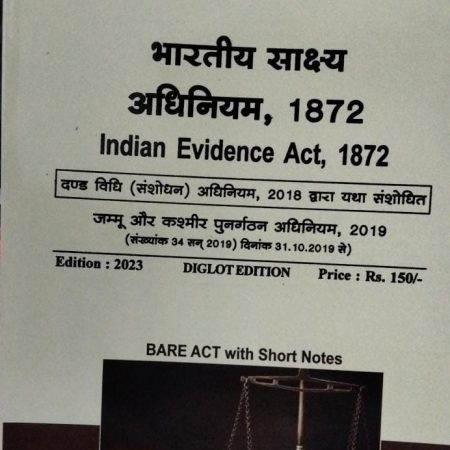 भारतीय साक्ष्य
अधिनियम, 1872
Indian Evidence Act, 1872
दण्ड विधि (संशोधन) अधिनियम, 2018 द्वारा यथा संशोधित
जम्मू और कश्मीर पुनर्गठन अधिनियम, 2019
(संख्यांक 34 सन् 2019) दिनांक 31.10.2019 से)
Edition : 2023 DIGLOT EDITION Price : Rs. 150/-
BARE ACT with Short Notes